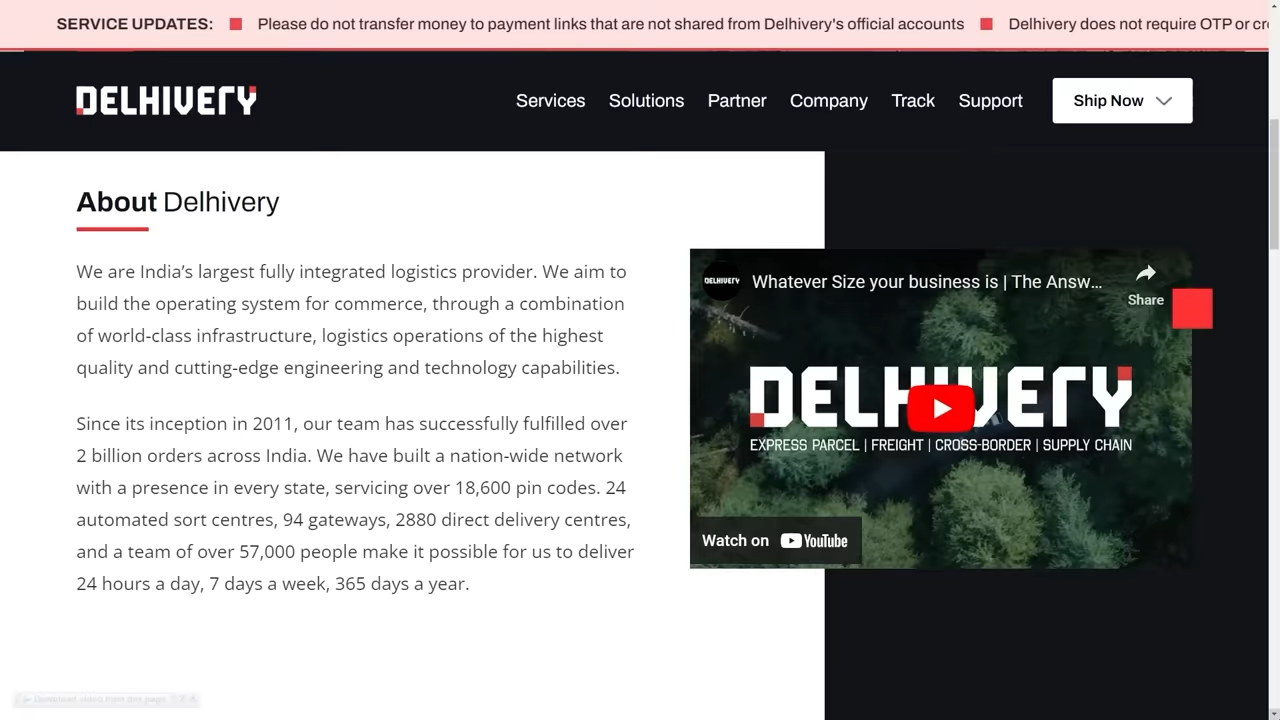 SERVICE UPDATES: Please do not transfer money to payment links that are not shared from Delhivery's official accounts Delhivery does not require OTP or cr
DELHIVERY Services Solutions Partner Company Track Support Ship Now
About Delhivery
We are India’s largest fully integrated logistics provider. We aim to
build the operating system for commerce, through a combination
of world-class infrastructure, logistics operations of the highest
quality and cutting-edge engineering and technology capabilities.
Since its inception in 2011, our team has successfully fulfilled over
2 billion orders across India. We have built a nation-wide network
with a presence in every state, servicing over 18,600 pin codes. 24
automated sort centres, 94 gateways, 2880 direct delivery centres,
and a team of over 57,000 people make it possible for us to deliver
24 hours a day, 7 days a week, 365 days a year.
DELHIVERY Whatever Size your business is | The Answ...
Share
DELHIVERY
EXPRESS PARCEL | FREIGHT | CROSS-BORDER | SUPPLY CHAIN
Watch on YouTube